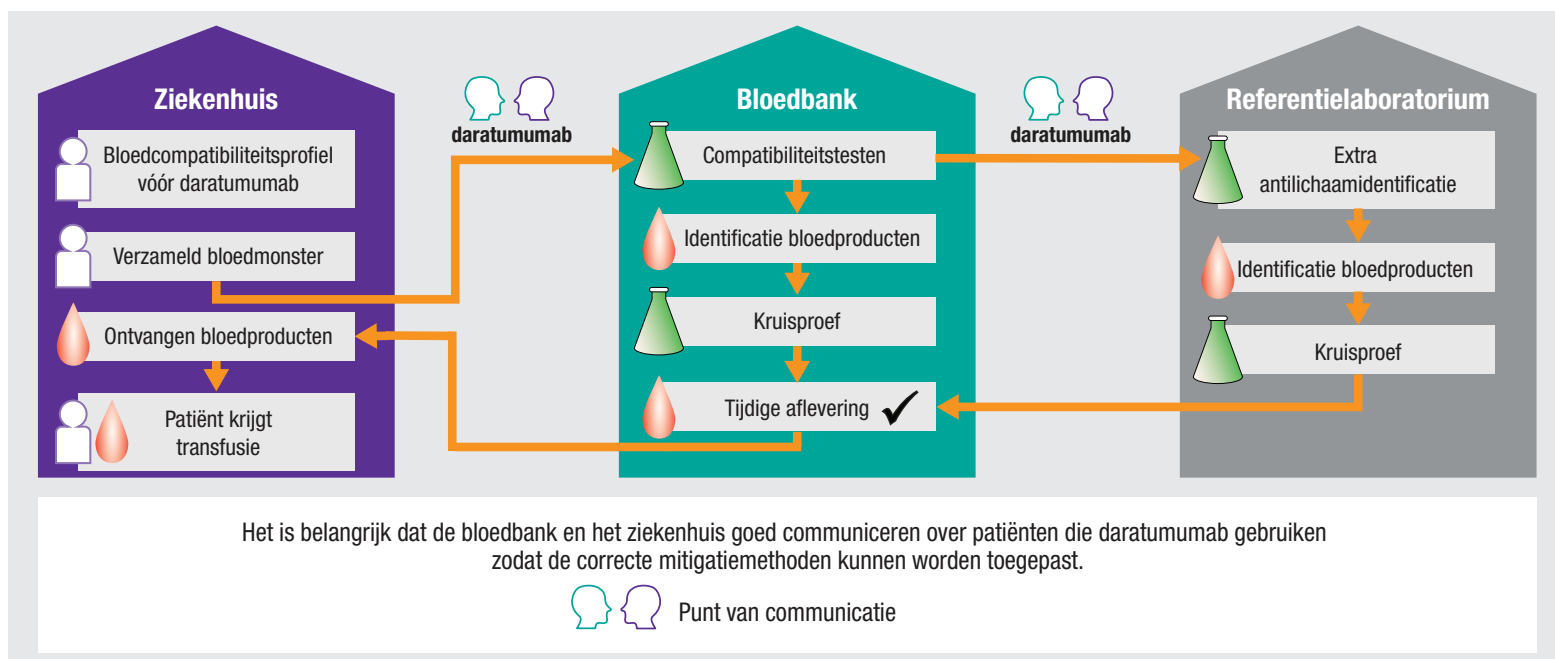 Ziekenhuis
Bloedcompatibiliteitsprofiel
vóór daratumumab
Verzameld bloedmonster
Ontvangen bloedproducten
Patiënt krijgt
transfusie
daratumumab
Bloedbank
Compatibiliteitstesten
Identificatie bloedproducten
Kruisproef
Tijdige aflevering
daratumumab
Referentielaboratorium
Extra
antilichaamidentificatie
Identificatie bloedproducten
Kruisproef
Het is belangrijk dat de bloedbank en het ziekenhuis goed communiceren over patiënten die daratumumab gebruiken
zodat de correcte mitigatiemethoden kunnen worden toegepast.
Punt van communicatie